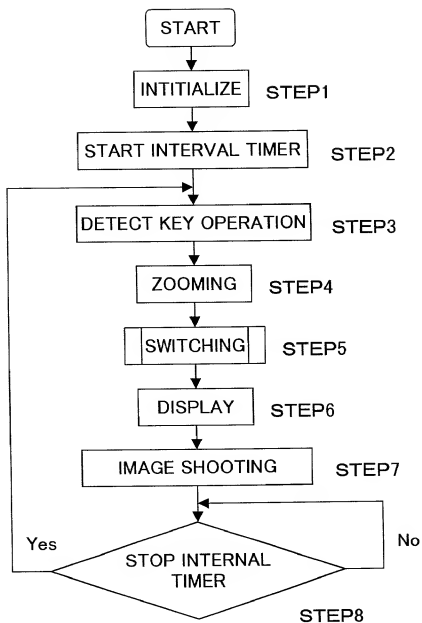 START
INTITIALIZE
STEP1
START INTERVAL TIMER
STEP2
DETECT KEY OPERATION
STEP3
ZOOMING
STEP4
SWITCHING
STEP5
DISPLAY
STEP6
IMAGE SHOOTING
STEP7
Yes
No
STOP INTERNAL
TIMER
STEP8